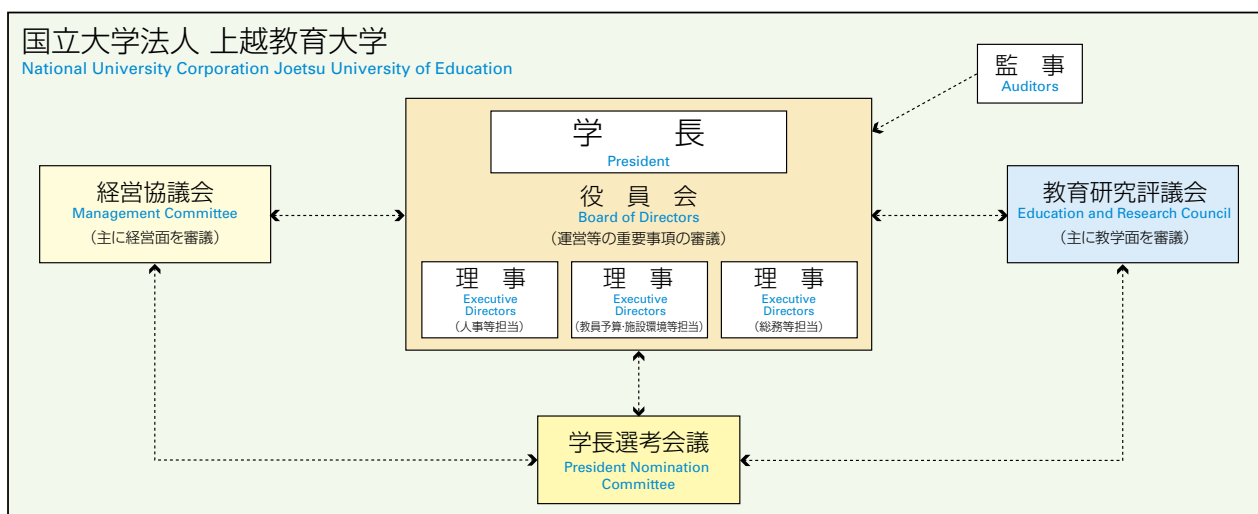 国立大学法人 上越教育大学
National University Corporation Joetsu University of Education
監 事
Auditors
学 長
President
役 員 会
Board of Directors
(運営等の重要事項の審議)
経営協議会
Management Committee
(主に経営面を審議)
教育研究評議会
Education and Research Council
(主に教学面を審議)
理 事
Executive
Directors
(人事等担当)
理 事
Executive
Directors
(教員予算・施設環境等担当)
理 事
Executive
Directors
(総務等担当)
学長選考会議
President Nomination
Committee